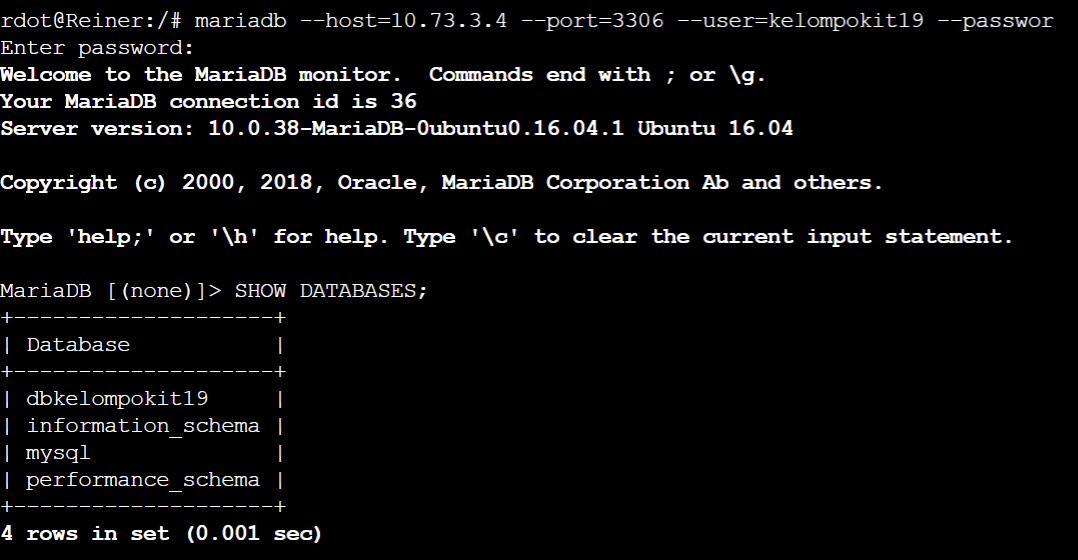 rdot@Reiner:/# mariadb --host=10.73.3.4 --port=3306 --user=kelompokit19 --passwor
Enter password:
Welcome to the MariaDB monitor.  Commands end with ; or \g.
Your MariaDB connection id is 36
Server version: 10.0.38-MariaDB-0ubuntu0.16.04.1 Ubuntu 16.04
Copyright (c) 2000, 2018, Oracle, MariaDB Corporation Ab and others.
Type 'help;' or '\h' for help. Type '\c' to clear the current input statement.
MariaDB [(none)]> SHOW DATABASES;
+--------------------+
| Database           |
+--------------------+
| dbkelompokit19     |
| information_schema |
| mysql              |
| performance_schema |
+--------------------+
4 rows in set (0.001 sec)